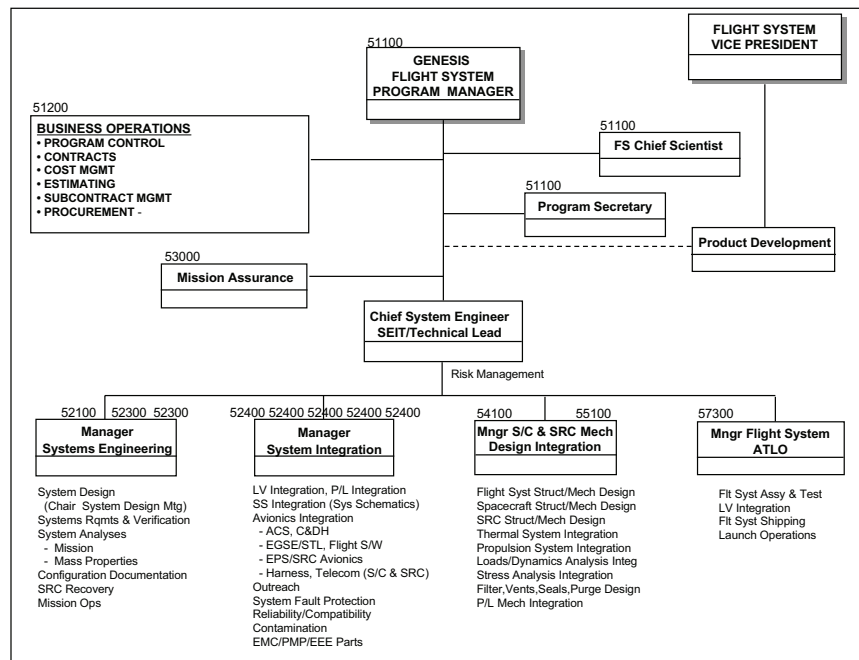 51100
GENESIS
FLIGHT SYSTEM
PROGRAM MANAGER
FLIGHT SYSTEM
VICE PRESIDENT
51200
BUSINESS OPERATIONS
• PROGRAM CONTROL
• CONTRACTS
• COST MGMT
• ESTIMATING
• SUBCONTRACT MGMT
• PROCUREMENT -
51100
FS Chief Scientist
51100
Program Secretary
Product Development
53000
Mission Assurance
Chief System Engineer
SEIT/Technical Lead
Risk Management
52100 52300 52300
Manager
Systems Engineering
System Design
(Chair System Design Mtg)
Systems Rqmts & Verification
System Analyses
- Mission
- Mass Properties
Configuration Documentation
SRC Recovery
Mission Ops
52400 52400 52400 52400 52400
Manager
System Integration
LV Integration, P/L Integration
SS Integration (Sys Schematics)
Avionics Integration
- ACS, C&DH
- EGSE/STL, Flight S/W
- EPS/SRC Avionics
- Harness, Telecom (S/C & SRC)
Outreach
System Fault Protection
Reliability/Compatibility
Contamination
EMC/PMP/EEE Parts
54100 55100
Mngr S/C & SRC Mech
Design Integration
Flight Syst Struct/Mech Design
Spacecraft Struct/Mech Design
SRC Struct/Mech Design
Thermal System Integration
Propulsion System Integration
Loads/Dynamics Analysis Integ
Stress Analysis Integration
Filter,Vents,Seals,Purge Design
P/L Mech Integration
57300
Mngr Flight System
ATLO
Flt Syst Assy & Test
LV Integration
Flt Syst Shipping
Launch Operations